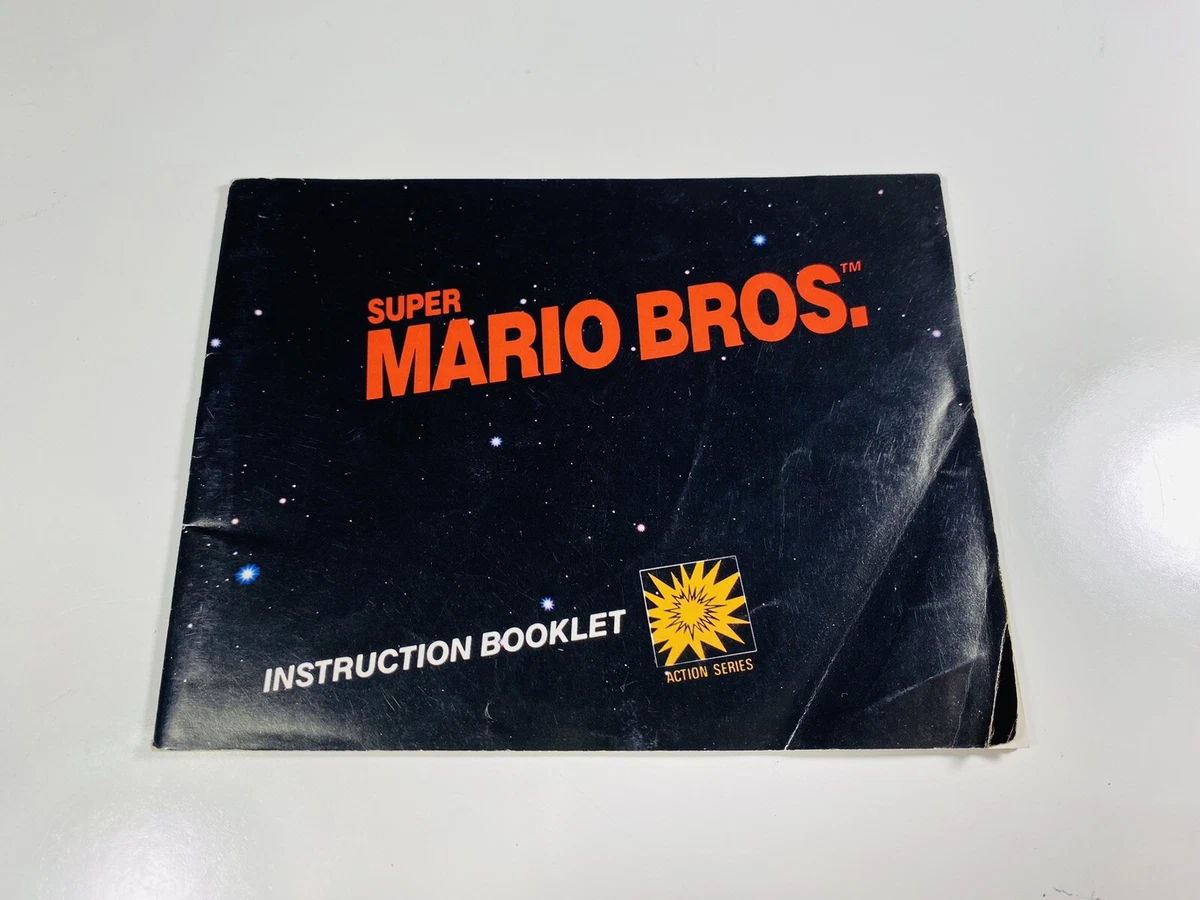 SUPER
MARIO BROS.™
INSTRUCTION BOOKLET
ACTION SERIES